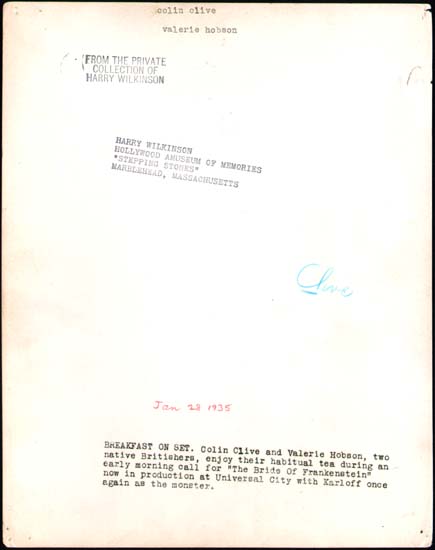 colin clive
valerie hobson
FROM THE PRIVATE
COLLECTION OF
HARRY WILKINSON
HARRY WILKINSON
HOLLYWOOD AMUSEUM OF MEMORIES
"STEPPING STONES"
MARBLEHEAD, MASSACHUSETTS
Clive
Jan 28 1935
BREAKFAST ON SET. Colin Clive and Valerie Hobson, two
native Britishers, enjoy their habitual tea during an
early morning call for "The Bride Of Frankenstein"
now in production at Universal City with Karloff once
again as the monster.